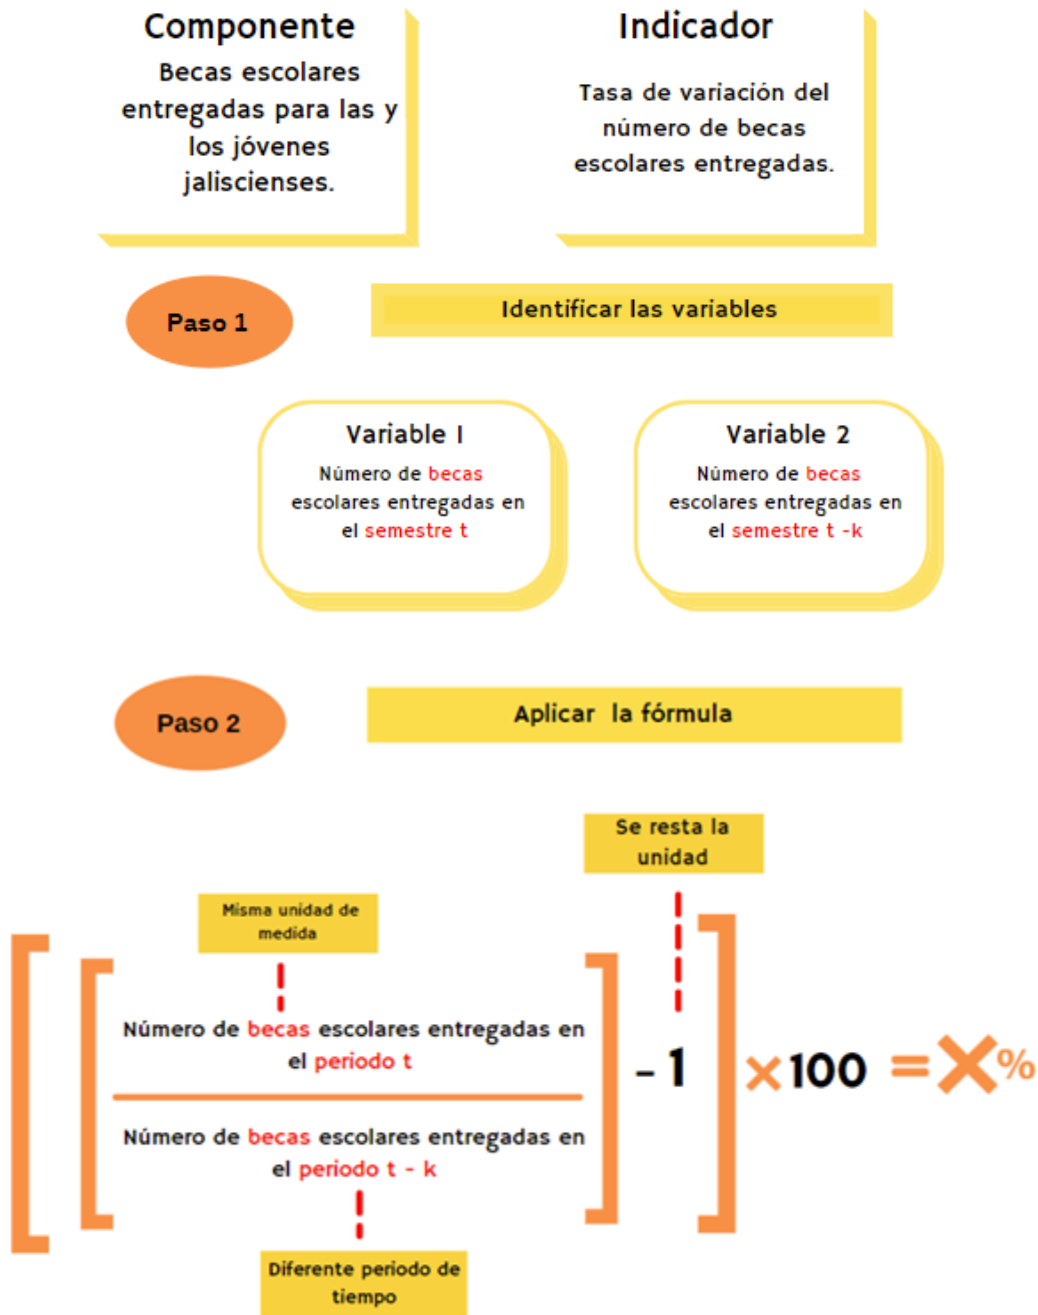 Componente
Becas escolares
entregadas para las y
los jóvenes
jaliscienses.
Indicador
Tasa de variación del
número de becas
escolares entregadas.
Paso 1
Identificar las variables
Variable 1
Número de becas
escolares entregadas en
el semestre t
Variable 2
Número de becas
escolares entregadas en
el semestre t -k
Paso 2
Aplicar la fórmula
Se resta la
unidad
Misma unidad de
medida
Número de becas escolares entregadas en
el periodo t
Número de becas escolares entregadas en
el periodo t - k
- 1
×100 =×%
Diferente periodo de
tiempo